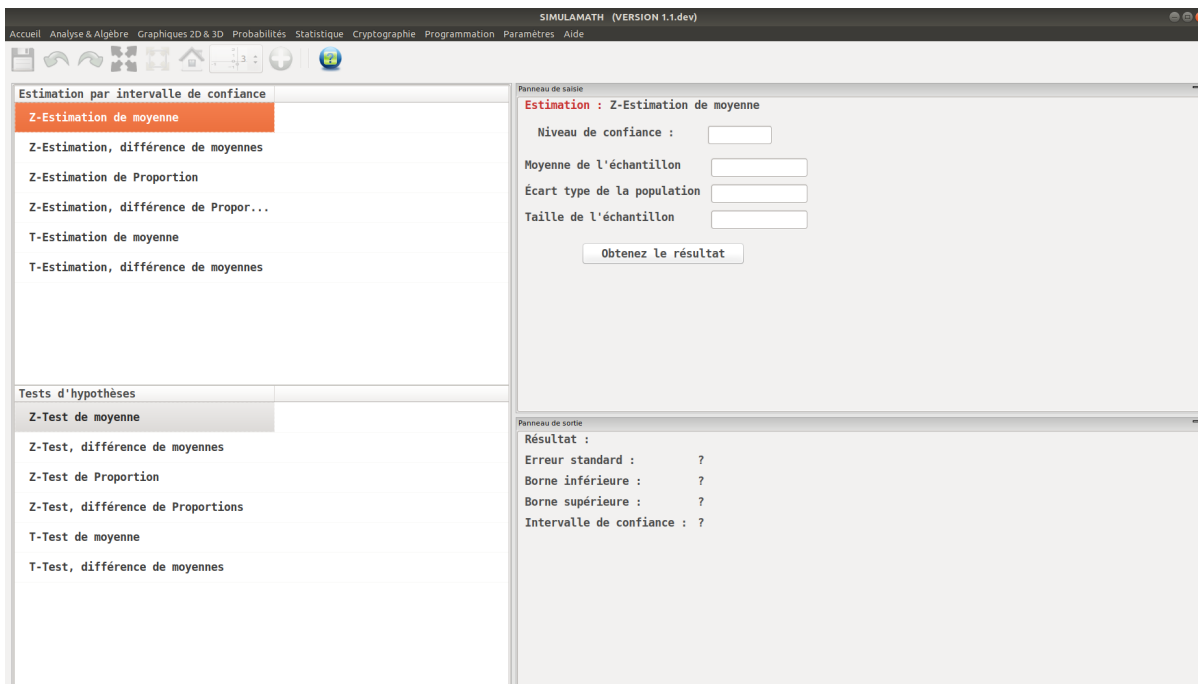 SIMULAMATH (VERSION 1.1.dev)
Accueil Analyse & Algèbre Graphiques 2D & 3D Probabilités Statistique Cryptographie Programmation Paramètres Aide
3
Estimation par intervalle de confiance
Z-Estimation de moyenne
Z-Estimation, différence de moyennes
Z-Estimation de Proportion
Z-Estimation, différence de Propor...
T-Estimation de moyenne
T-Estimation, différence de moyennes
Tests d'hypothèses
Z-Test de moyenne
Z-Test, différence de moyennes
Z-Test de Proportion
Z-Test, différence de Proportions
T-Test de moyenne
T-Test, différence de moyennes
Panneau de saisie
Estimation : Z-Estimation de moyenne
Niveau de confiance :
Moyenne de l'échantillon
Écart type de la population
Taille de l'échantillon
Obtenez le résultat
Panneau de sortie
Résultat :
Erreur standard : ?
Borne inférieure : ?
Borne supérieure : ?
Intervalle de confiance : ?